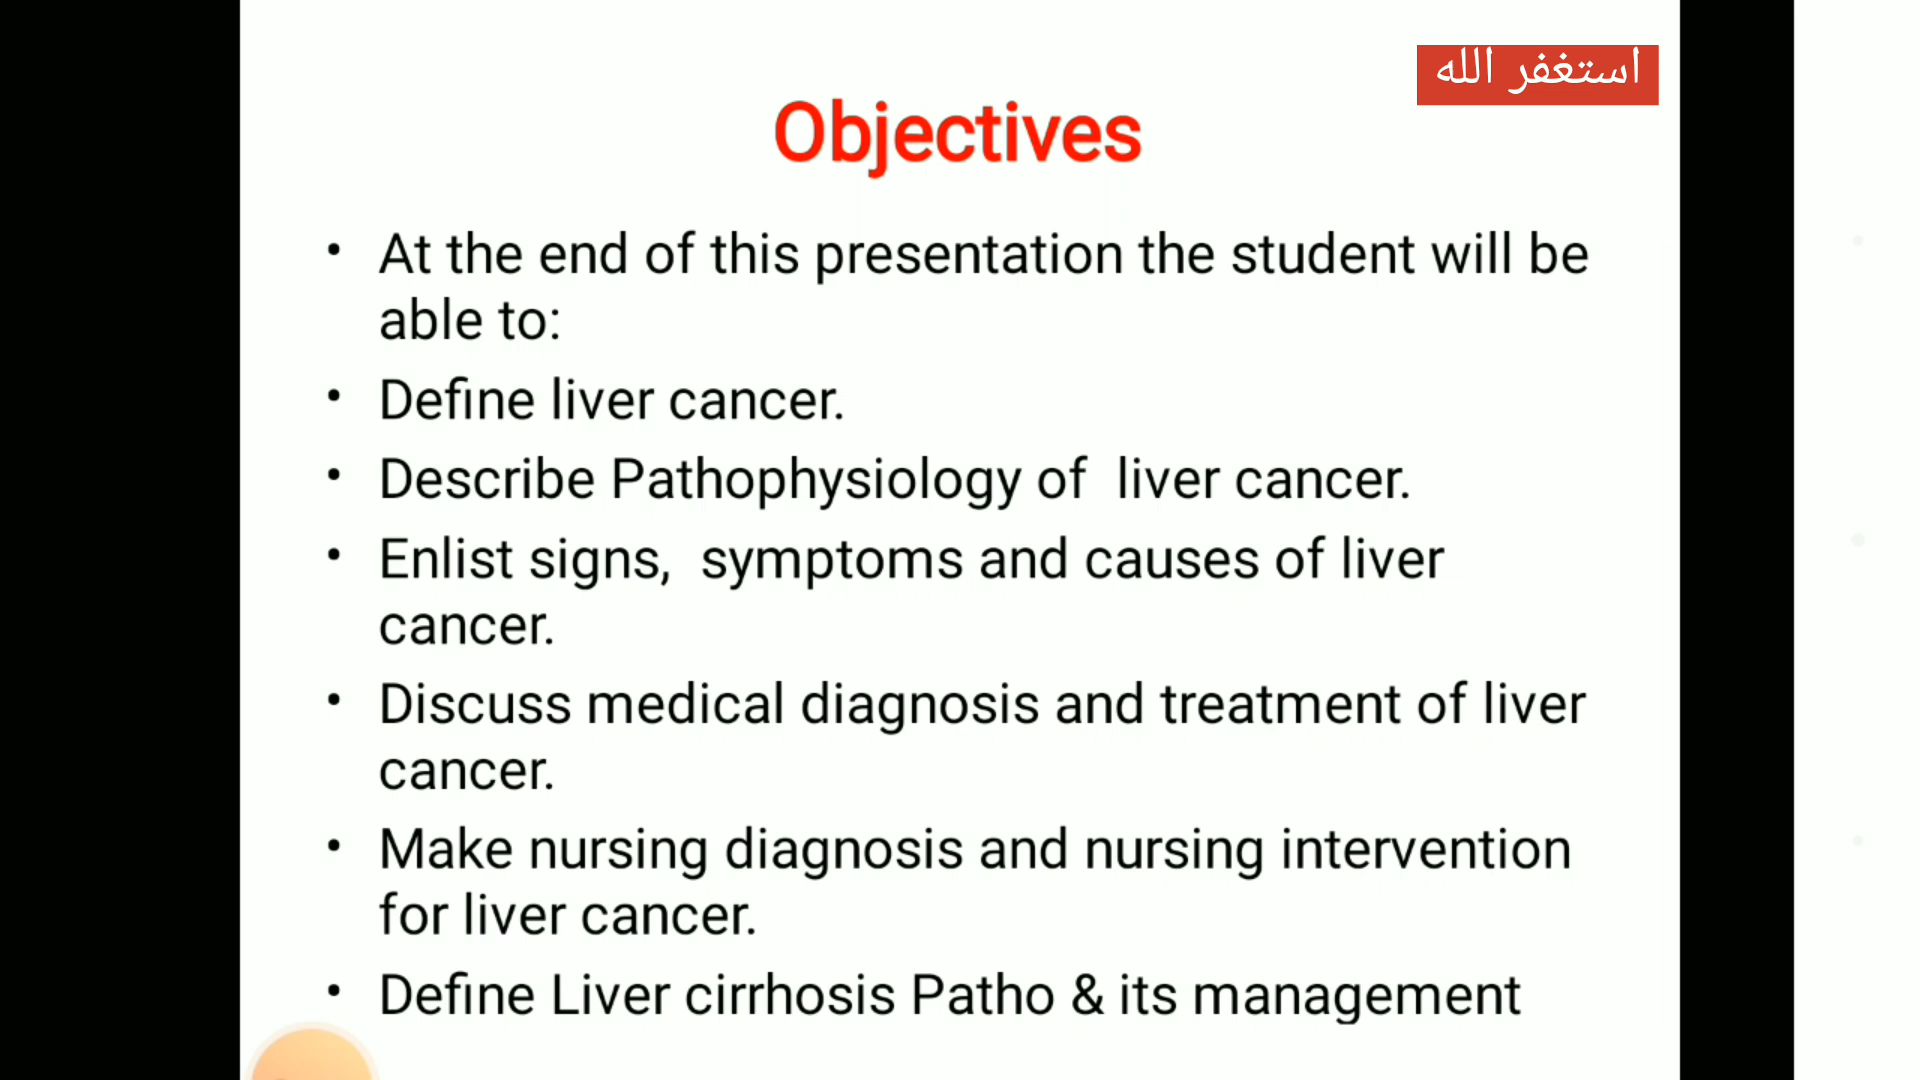 استغفر الله
Objectives
• At the end of this presentation the student will be
able to:
• Define liver cancer.
• Describe Pathophysiology of  liver cancer.
• Enlist signs,  symptoms and causes of liver
cancer.
• Discuss medical diagnosis and treatment of liver
cancer.
• Make nursing diagnosis and nursing intervention
for liver cancer.
• Define Liver cirrhosis Patho & its management